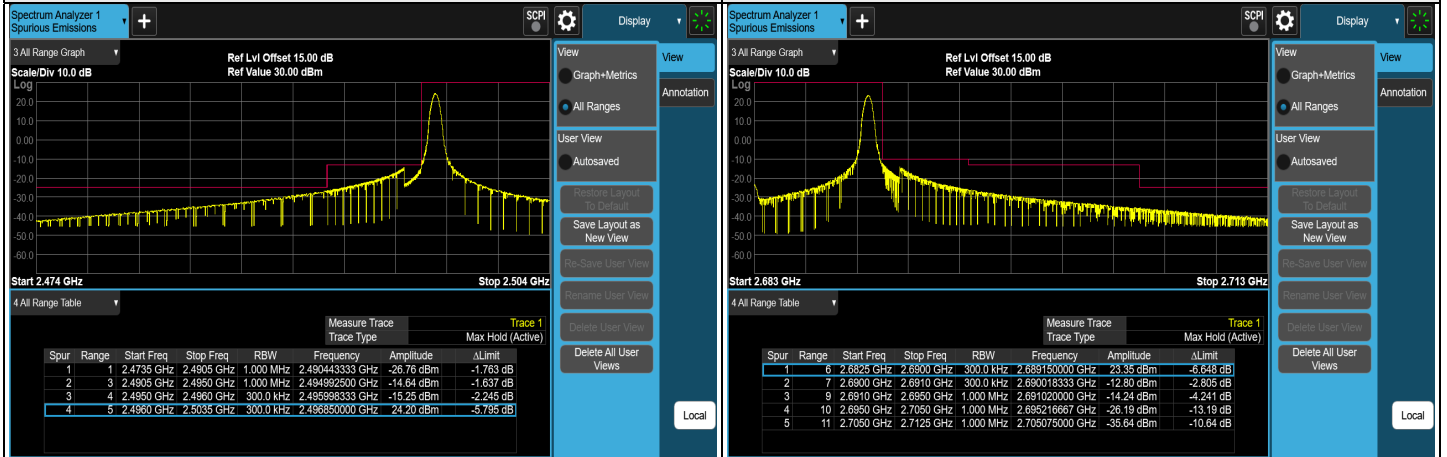 Spectrum Analyzer 1
Spurious Emissions
+
SCPI
Display
3 All Range Graph
Ref Lvl Offset 15.00 dB
Scale/Div 10.0 dB
Ref Value 30.00 dBm
Log
20.0
10.0
0.00
-10.0
-20.0
-30.0
-40.0
-50.0
-60.0
Start 2.474 GHz
Stop 2.504 GHz
View
Graph+Metrics
All Ranges
User View
Autosaved
Restore Layout
To Default
Save Layout as
New View
Re-Save User View
Rename User View
Delete User View
Delete All User
Views
View
Annotation
Local
4 All Range Table
Measure Trace Trace 1
Trace Type Max Hold (Active)
Spur Range Start Freq Stop Freq RBW Frequency Amplitude ΔLimit
1 1 2.4735 GHz 2.4905 GHz 1.000 MHz 2.490443333 GHz -26.76 dBm -1.763 dB
2 3 2.4905 GHz 2.4950 GHz 1.000 MHz 2.494992500 GHz -14.64 dBm -1.637 dB
3 4 2.4950 GHz 2.4960 GHz 300.0 kHz 2.495998333 GHz -15.25 dBm -2.245 dB
4 5 2.4960 GHz 2.5035 GHz 300.0 kHz 2.496850000 GHz 24.20 dBm -5.795 dB
Spectrum Analyzer 1
Spurious Emissions
+
SCPI
Display
3 All Range Graph
Ref Lvl Offset 15.00 dB
Scale/Div 10.0 dB
Ref Value 30.00 dBm
Log
20.0
10.0
0.00
-10.0
-20.0
-30.0
-40.0
-50.0
-60.0
Start 2.683 GHz
Stop 2.713 GHz
View
Graph+Metrics
All Ranges
User View
Autosaved
Restore Layout
To Default
Save Layout as
New View
Re-Save User View
Rename User View
Delete User View
Delete All User
Views
View
Annotation
Local
4 All Range Table
Measure Trace Trace 1
Trace Type Max Hold (Active)
Spur Range Start Freq Stop Freq RBW Frequency Amplitude ΔLimit
1 6 2.6825 GHz 2.6900 GHz 300.0 kHz 2.689150000 GHz 23.35 dBm -6.648 dB
2 7 2.6900 GHz 2.6910 GHz 300.0 kHz 2.690018333 GHz -12.80 dBm -2.805 dB
3 9 2.6910 GHz 2.6950 GHz 1.000 MHz 2.691020000 GHz -14.24 dBm -4.241 dB
4 10 2.6950 GHz 2.7050 GHz 1.000 MHz 2.695216667 GHz -26.19 dBm -13.19 dB
5 11 2.7050 GHz 2.7125 GHz 1.000 MHz 2.705075000 GHz -35.64 dBm -10.64 dB